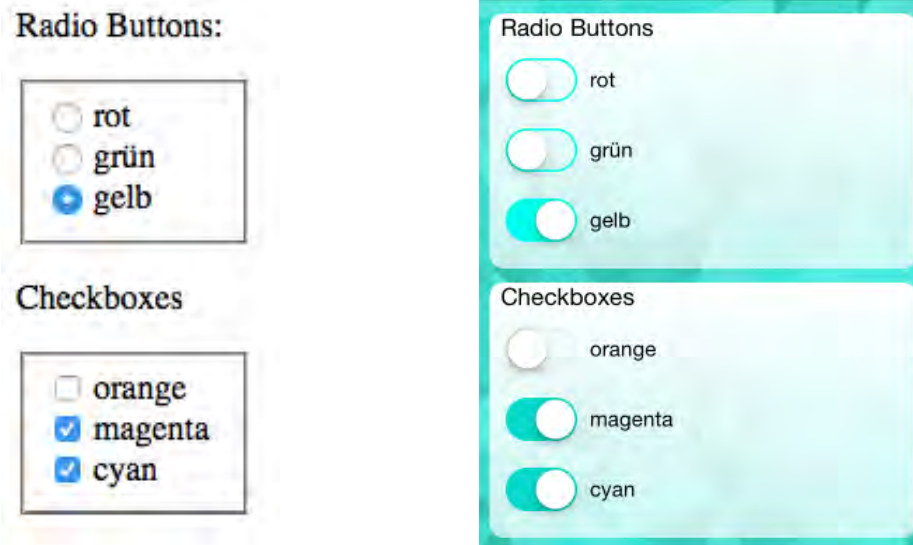 Radio Buttons:
rot
grün
gelb
Checkboxes
orange
magenta
cyan
Radio Buttons
rot
grün
gelb
Checkboxes
orange
magenta
cyan